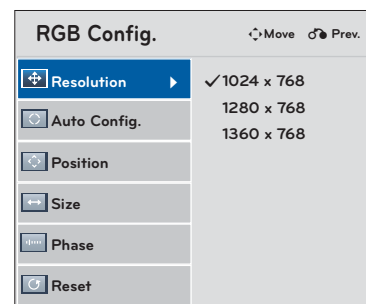 RGB Config.
Move Prev.
Resolution
Auto Config.
Position
Size
Phase
Reset
✓1024 x 768
1280 x 768
1360 x 768